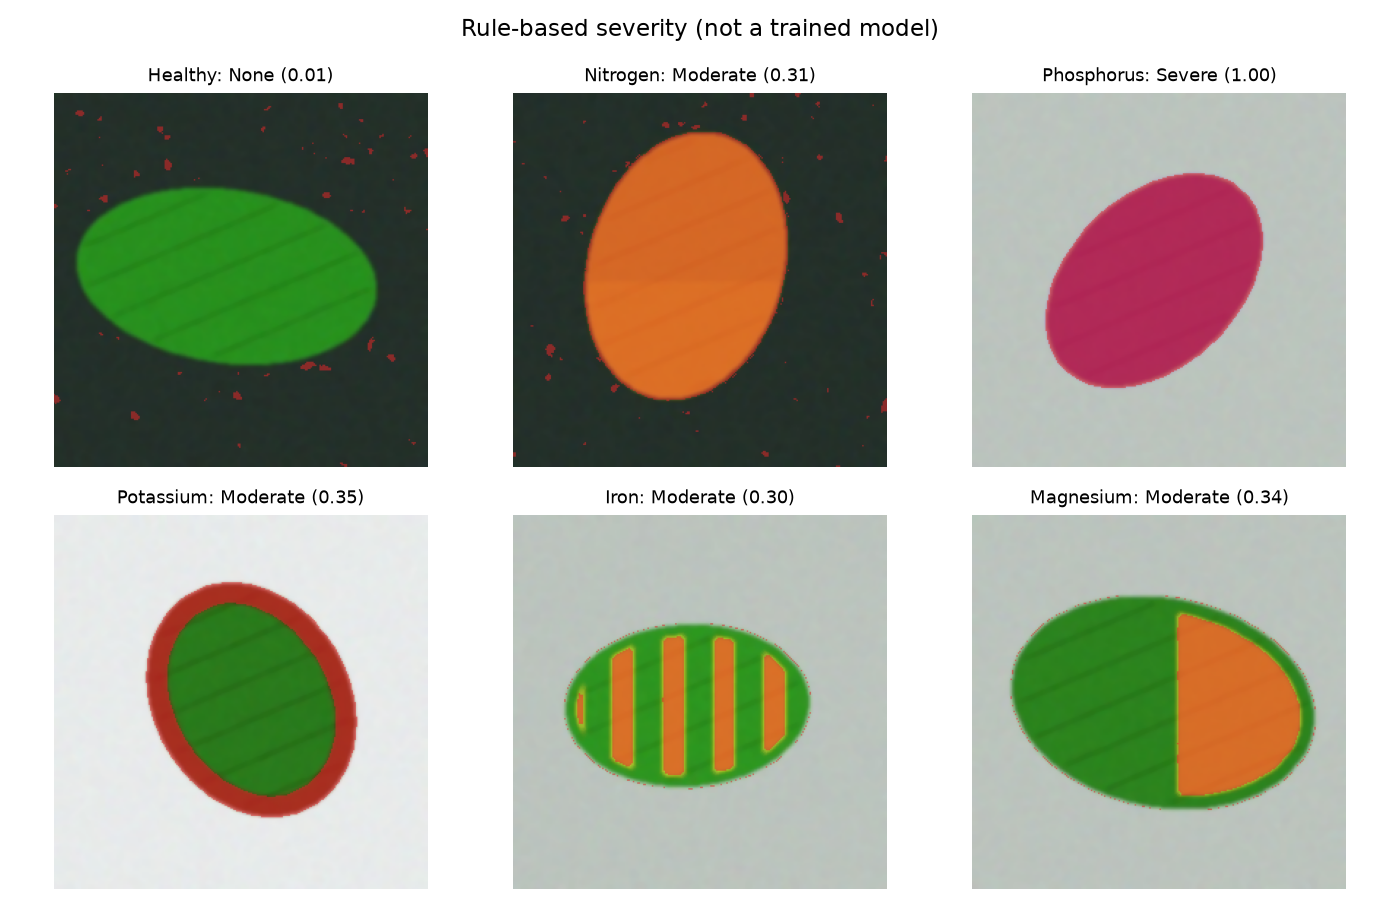 Rule-based severity (not a trained model)
Healthy: None (0.01)
Nitrogen: Moderate (0.31)
Phosphorus: Severe (1.00)
Potassium: Moderate (0.35)
Iron: Moderate (0.30)
Magnesium: Moderate (0.34)